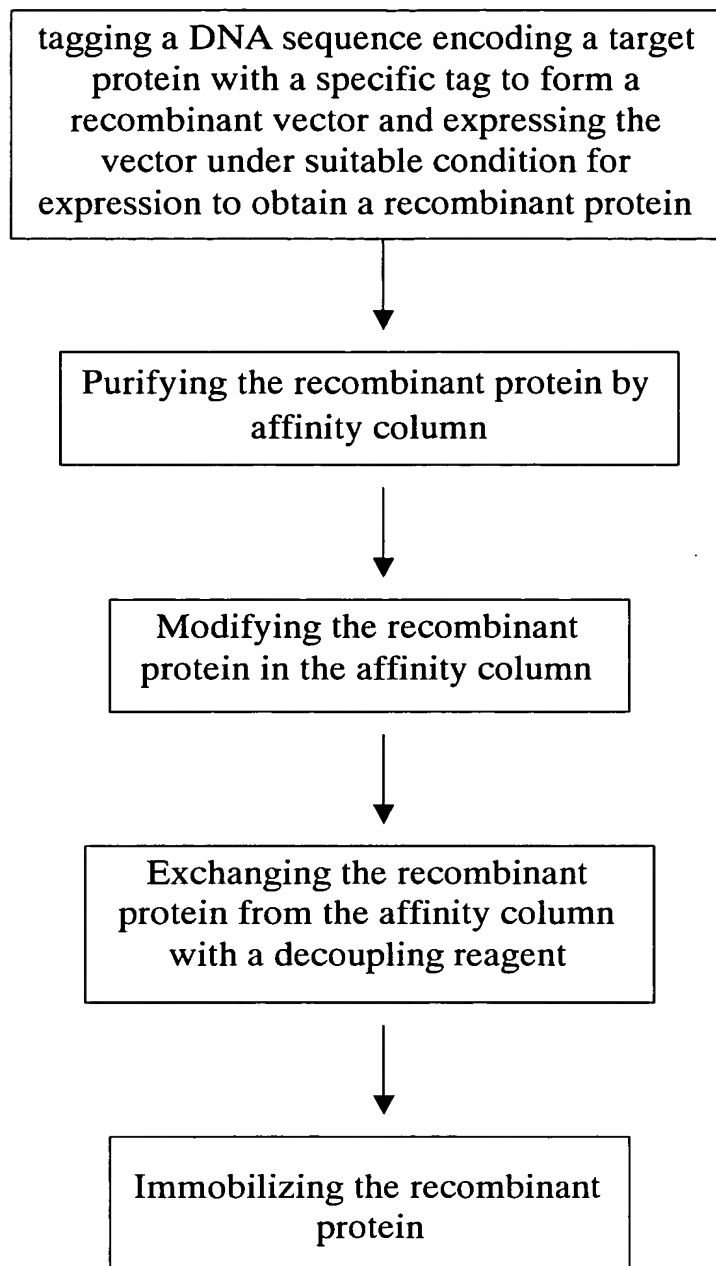 tagging a DNA sequence encoding a target
protein with a specific tag to form a
recombinant vector and expressing the
vector under suitable condition for
expression to obtain a recombinant protein
Purifying the recombinant protein by
affinity column
Modifying the recombinant
protein in the affinity column
Exchanging the recombinant
protein from the affinity column
with a decoupling reagent
Immobilizing the recombinant
protein